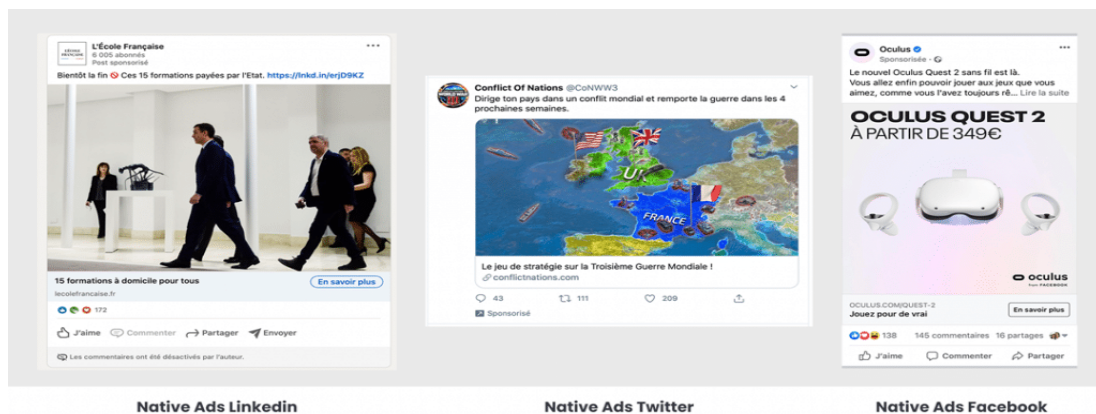 L'École Française
6 005 abonnés
Post sponsorisé
Bientôt la fin 🚫 Ces 15 formations payées par l'Etat. https://lnkd.in/erjD9KZ
15 formations à domicile pour tous
lecolefrancaise.fr
En savoir plus
172
J'aime Commenter Partager Envoyer
Les commentaires ont été désactivés par l'auteur.
Native Ads Linkedin
Conflict Of Nations @CoNWW3
Dirige ton pays dans un conflit mondial et remporte la guerre dans les 4
prochaines semaines.
FRANCE
Le jeu de stratégie sur la Troisième Guerre Mondiale !
conflictnations.com
43 111 209
Sponsorisé
Native Ads Twitter
Oculus
Sponsorisée ·
Le nouvel Oculus Quest 2 sans fil est là.
Vous allez enfin pouvoir jouer aux jeux que vous
aimez, comme vous l'avez toujours rê... Lire la suite
OCULUS QUEST 2
À PARTIR DE 349€
oculus
from FACEBOOK
OCULUS.COM/QUEST-2
Jouez pour de vrai
En savoir plus
138 145 commentaires 16 partages
J'aime Commenter Partager
Native Ads Facebook